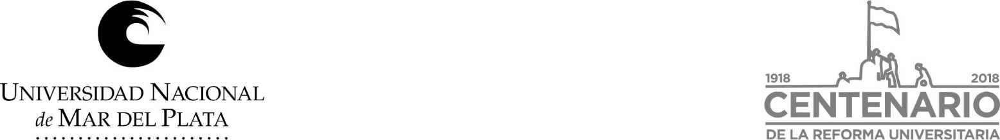 UNIVERSIDAD NACIONAL
de MAR DEL PLATA
1918 2018
CENTENARIO
DE LA REFORMA UNIVERSITARIA